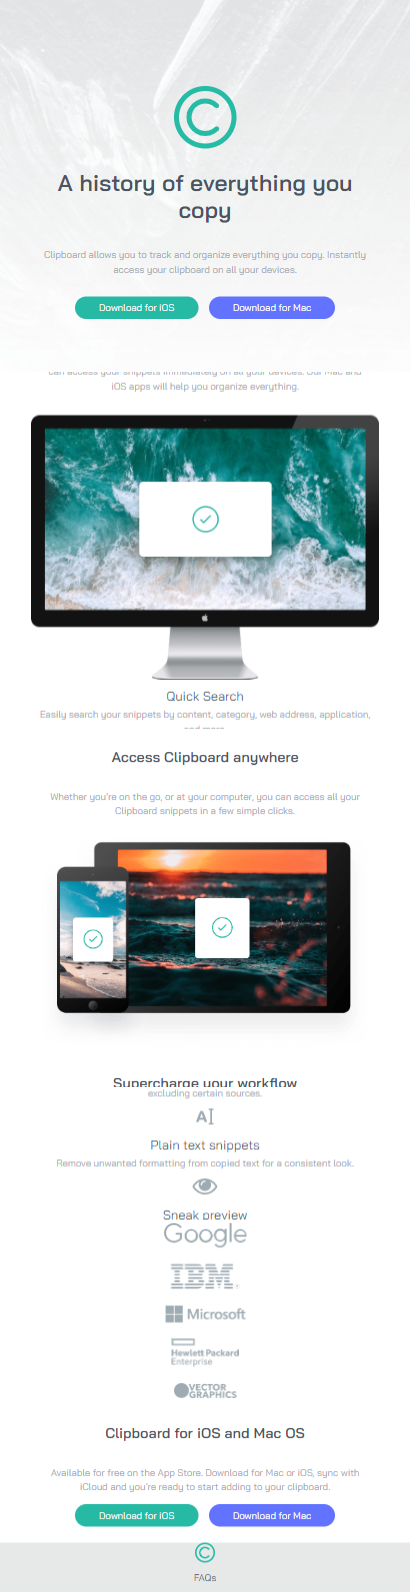 A history of everything you
copy
Clipboard allows you to track and organize everything you copy. Instantly
access your clipboard on all your devices.
Download for iOS
Download for Mac
can access your snippets immediately on all your devices. Our Mac and
iOS apps will help you organize everything.
Quick Search
Easily search your snippets by content, category, web address, application,
and more.
Access Clipboard anywhere
Whether you're on the go, or at your computer, you can access all your
Clipboard snippets in a few simple clicks.
Supercharge your workflow
excluding certain sources.
AI
Plain text snippets
Remove unwanted formatting from copied text for a consistent look.
Sneak preview
Google
IBM
Microsoft
Hewlett Packard
Enterprise
VECTOR
GRAPHICS
Clipboard for iOS and Mac OS
Available for free on the App Store. Download for Mac or iOS, sync with
iCloud and you're ready to start adding to your clipboard.
Download for iOS
Download for Mac
FAQs